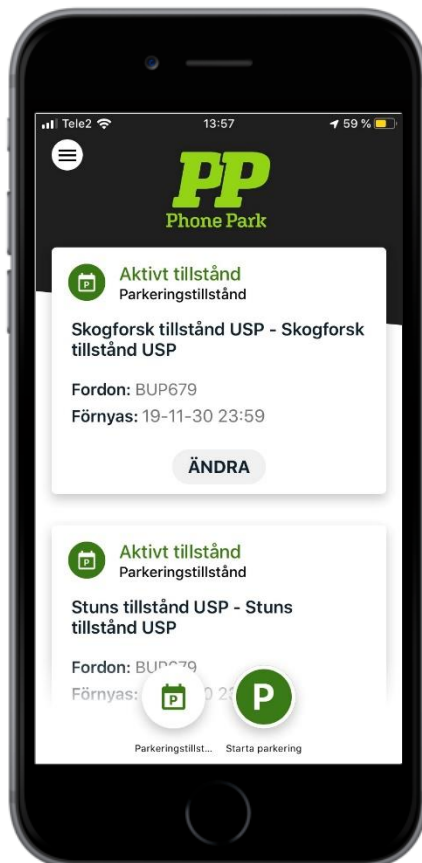 Tele2 13:57 59 %
PP
Phone Park
P
Aktivt tillstånd
Parkeringstillstånd
Skogforsk tillstånd USP - Skogforsk
tillstånd USP
Fordon: BUP679
Förnyas: 19-11-30 23:59
ÄNDRA
P
Aktivt tillstånd
Parkeringstillstånd
Stuns tillstånd USP - Stuns
tillstånd USP
Fordon:
Förnyas:
P P
Parkeringstillst... Starta parkering